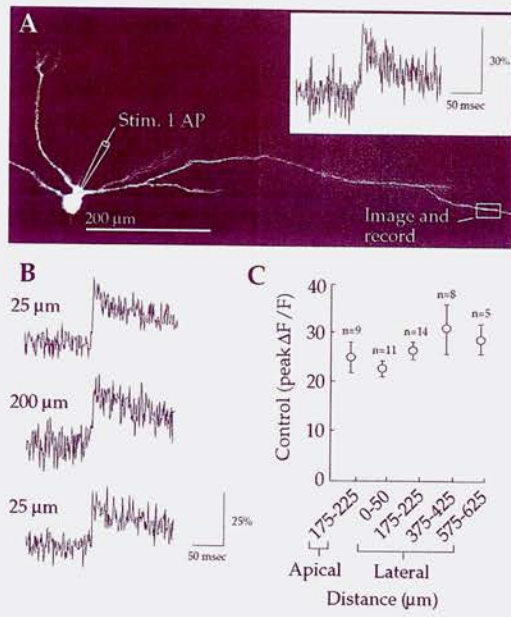 A
Stim. 1 AP
200 µm
30%
50 msec
Image and
record
B
25 µm
200 µm
25 µm
25%
50 msec
C
Control (peak ΔF/F)
40
30
20
10
0
n=9
n=11
n=14
n=8
n=5
175-225
0-50
175-225
375-425
575-625
Apical
Lateral
Distance (µm)